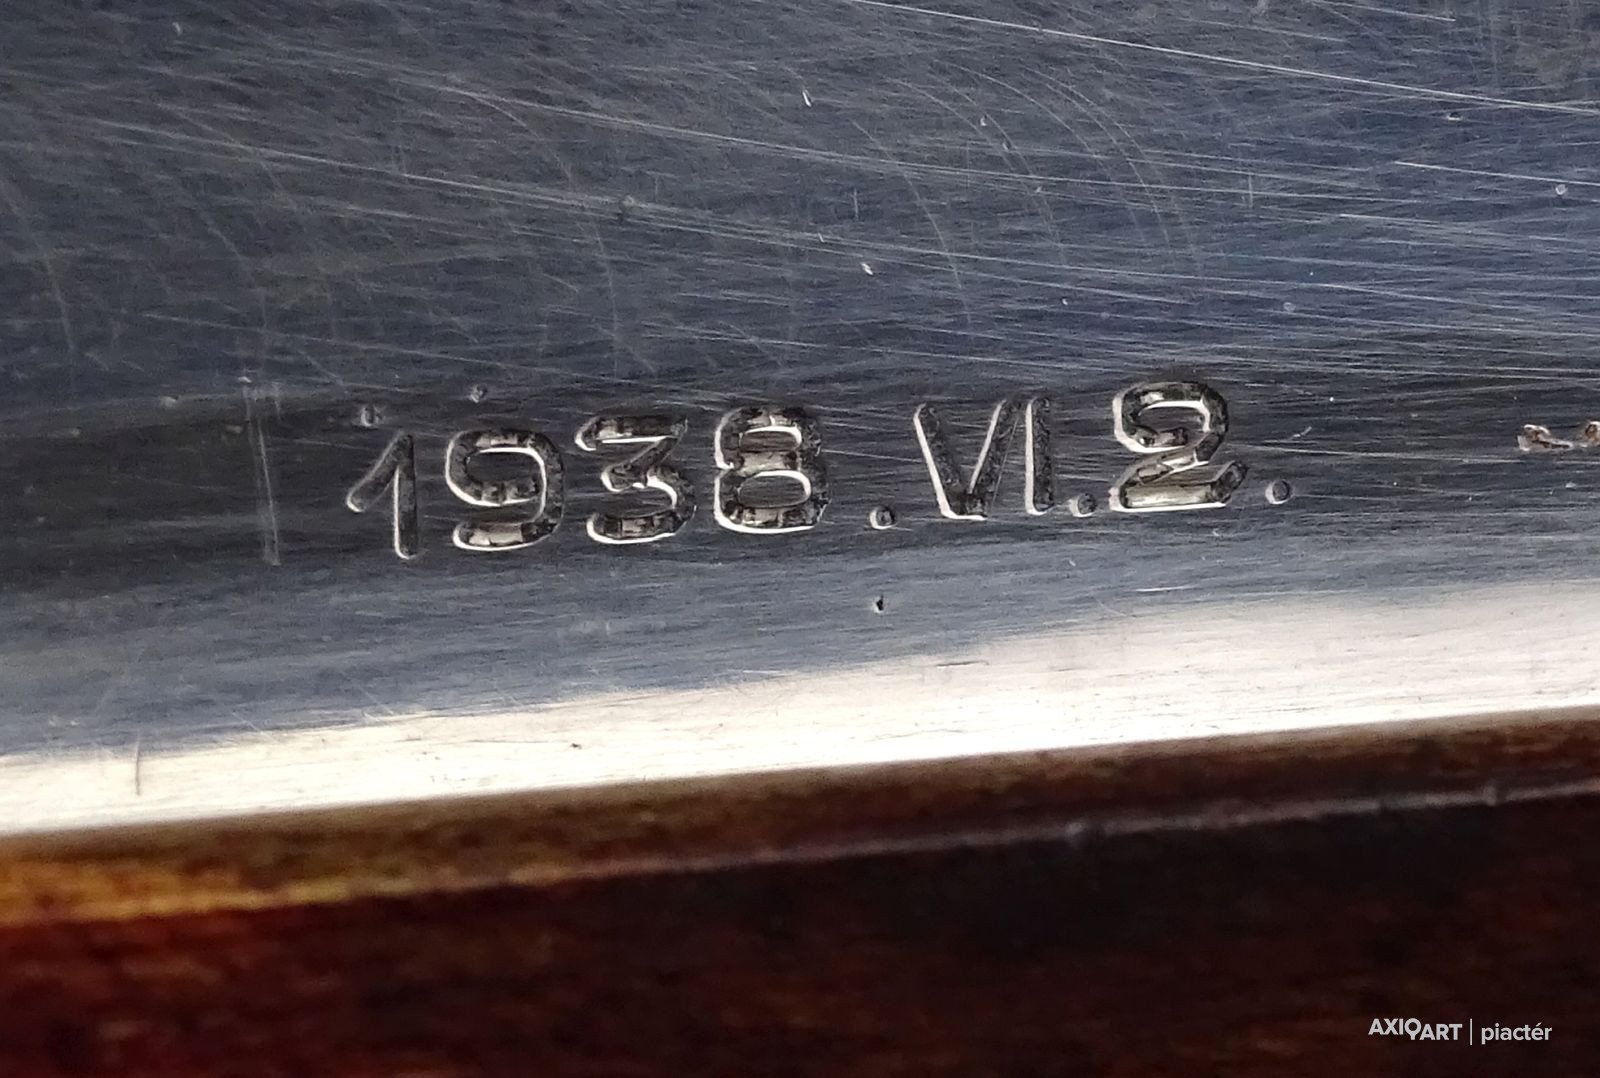 1938.VI.2.
AXIOART | piactér